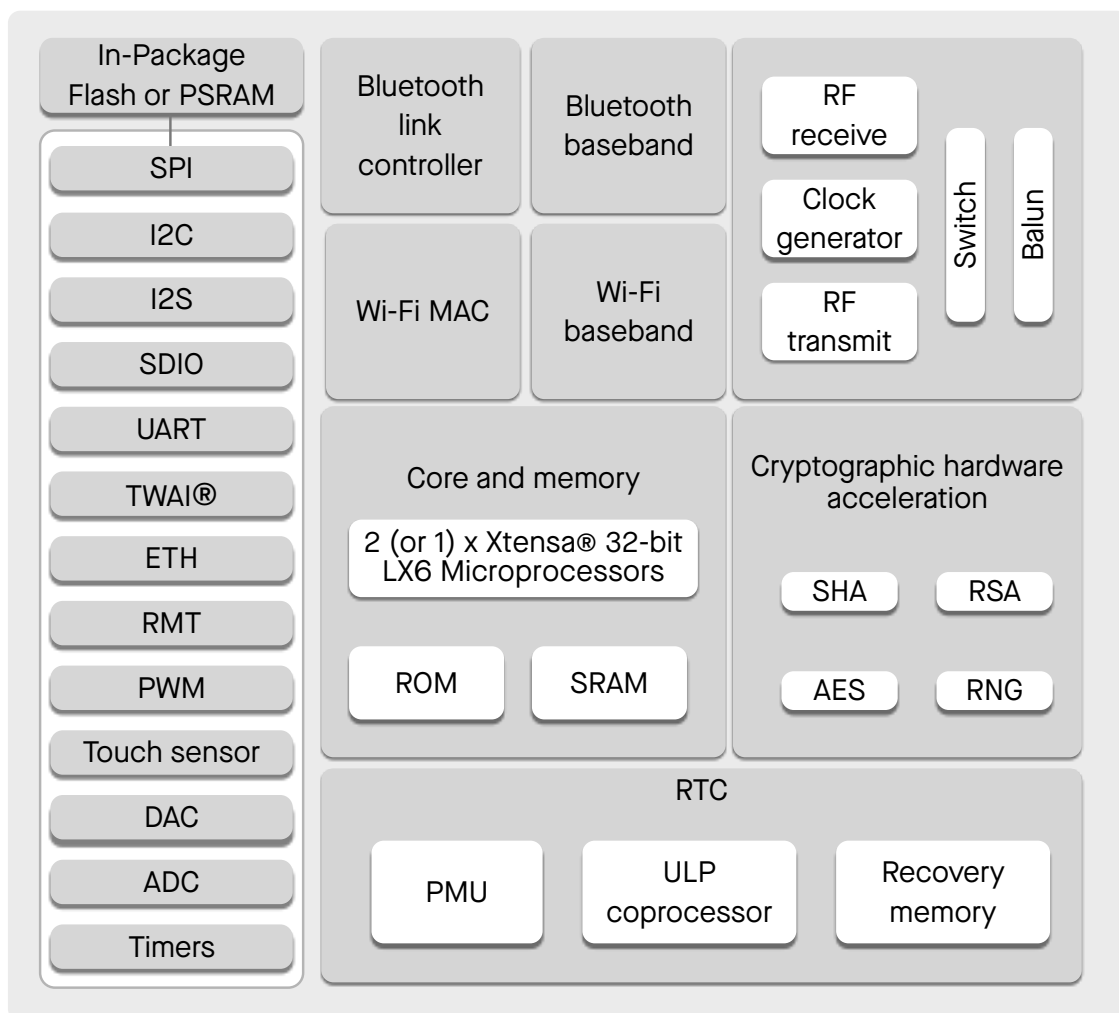 In-Package
Flash or PSRAM
SPI
I2C
I2S
SDIO
UART
TWAI®
ETH
RMT
PWM
Touch sensor
DAC
ADC
Timers
Bluetooth
link
controller
Bluetooth
baseband
Wi-Fi MAC
Wi-Fi
baseband
RF
receive
Clock
generator
RF
transmit
Switch
Balun
Core and memory
2 (or 1) x Xtensa® 32-bit
LX6 Microprocessors
ROM
SRAM
Cryptographic hardware
acceleration
SHA
RSA
AES
RNG
RTC
PMU
ULP
coprocessor
Recovery
memory